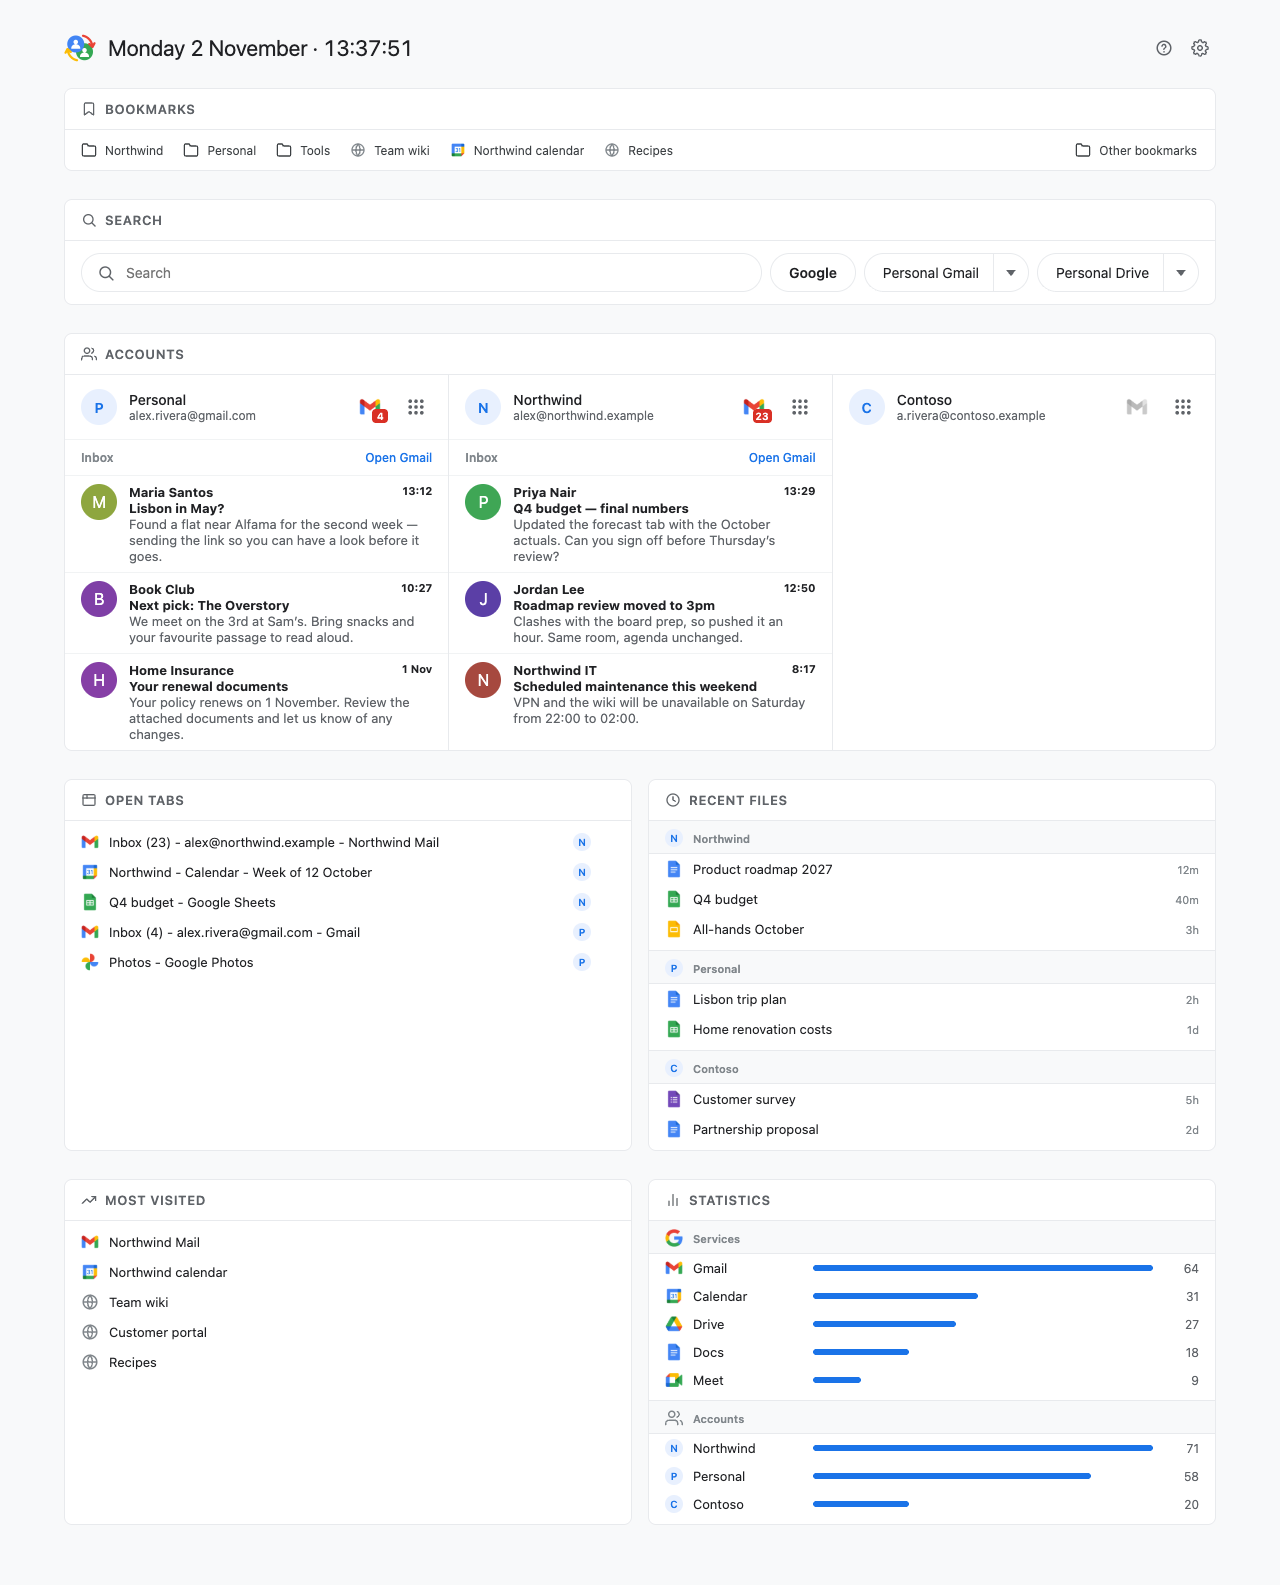 Monday 2 November · 13:37:51
BOOKMARKS
Northwind
Personal
Tools
Team wiki
Northwind calendar
Recipes
Other bookmarks
SEARCH
Search
Google
Personal Gmail
Personal Drive
ACCOUNTS
P
Personal
alex.rivera@gmail.com
4
Inbox
Open Gmail
M
Maria Santos
13:12
Lisbon in May?
Found a flat near Alfama for the second week —
sending the link so you can have a look before it
goes.
B
Book Club
10:27
Next pick: The Overstory
We meet on the 3rd at Sam's. Bring snacks and
your favourite passage to read aloud.
H
Home Insurance
1 Nov
Your renewal documents
Your policy renews on 1 November. Review the
attached documents and let us know of any
changes.
N
Northwind
alex@northwind.example
23
Inbox
Open Gmail
P
Priya Nair
13:29
Q4 budget — final numbers
Updated the forecast tab with the October
actuals. Can you sign off before Thursday's
review?
J
Jordan Lee
12:50
Roadmap review moved to 3pm
Clashes with the board prep, so pushed it an
hour. Same room, agenda unchanged.
N
Northwind IT
8:17
Scheduled maintenance this weekend
VPN and the wiki will be unavailable on Saturday
from 22:00 to 02:00.
C
Contoso
a.rivera@contoso.example
OPEN TABS
Inbox (23) - alex@northwind.example - Northwind Mail
N
Northwind - Calendar - Week of 12 October
N
Q4 budget - Google Sheets
N
Inbox (4) - alex.rivera@gmail.com - Gmail
P
Photos - Google Photos
P
RECENT FILES
N Northwind
Product roadmap 2027
12m
Q4 budget
40m
All-hands October
3h
P Personal
Lisbon trip plan
2h
Home renovation costs
1d
C Contoso
Customer survey
5h
Partnership proposal
2d
MOST VISITED
Northwind Mail
Northwind calendar
Team wiki
Customer portal
Recipes
STATISTICS
Services
Gmail
64
Calendar
31
Drive
27
Docs
18
Meet
9
Accounts
N Northwind
71
P Personal
58
C Contoso
20